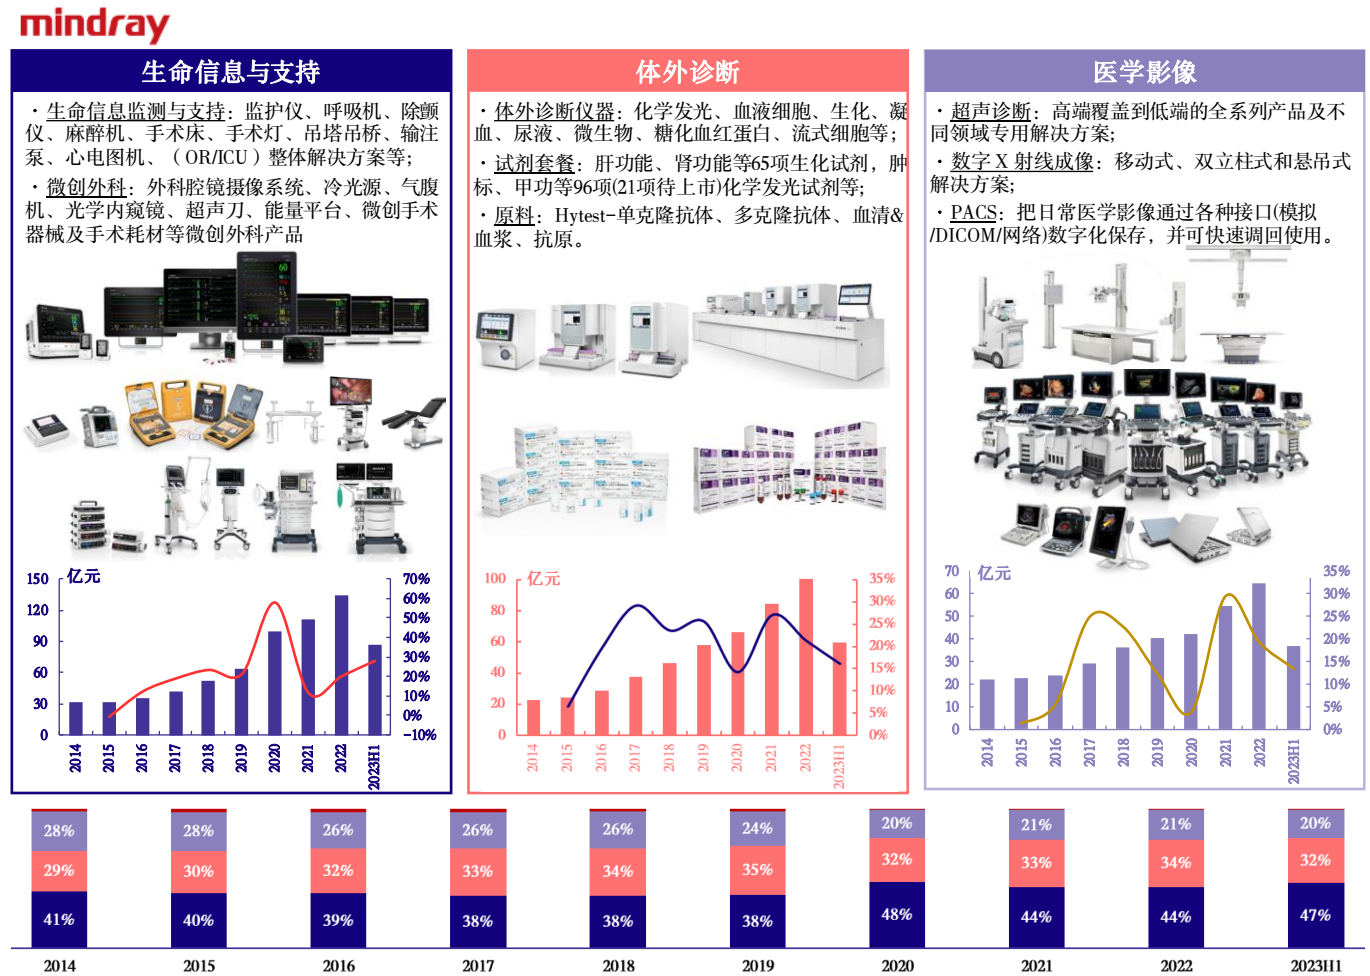 mindray
生命信息与支持
· 生命信息监测与支持：监护仪、呼吸机、除颤
仪、麻醉机、手术床、手术灯、吊塔吊桥、输注
泵、心电图机、（OR/ICU）整体解决方案等；
· 微创外科：外科腔镜摄像系统、冷光源、气腹
机、光学内窥镜、超声刀、能量平台、微创手术
器械及手术耗材等微创外科产品
150 亿元 70%
60%
120
50%
90 40%
30%
60 20%
10%
30
0%
0 -10%
2014 2015 2016 2017 2018 2019 2020 2021 2022 2023H1
体外诊断
· 体外诊断仪器：化学发光、血液细胞、生化、凝
血、尿液、微生物、糖化血红蛋白、流式细胞等；
· 试剂套餐：肝功能、肾功能等65项生化试剂，肿
标、甲功等96项(21项待上市)化学发光试剂等;
· 原料：Hytest-单克隆抗体、多克隆抗体、血清&
血浆、抗原。
100 亿元 35%
30%
80
25%
60 20%
40 15%
10%
20
5%
0 0%
2014 2015 2016 2017 2018 2019 2020 2021 2022 2023H1
医学影像
· 超声诊断：高端覆盖到低端的全系列产品及不
同领域专用解决方案;
· 数字 X 射线成像：移动式、双立柱式和悬吊式
解决方案;
· PACS：把日常医学影像通过各种接口(模拟
/DICOM/网络)数字化保存，并可快速调回使用。
70 亿元 35%
60 30%
50 25%
40 20%
30 15%
20 10%
10 5%
0 0%
2014 2015 2016 2017 2018 2019 2020 2021 2022 2023H1
28% 28% 26% 26% 26% 24% 20% 21% 21% 20%
29% 30% 32% 33% 34% 35% 32% 33% 34% 32%
41% 40% 39% 38% 38% 38% 48% 44% 44% 47%
2014 2015 2016 2017 2018 2019 2020 2021 2022 2023H1